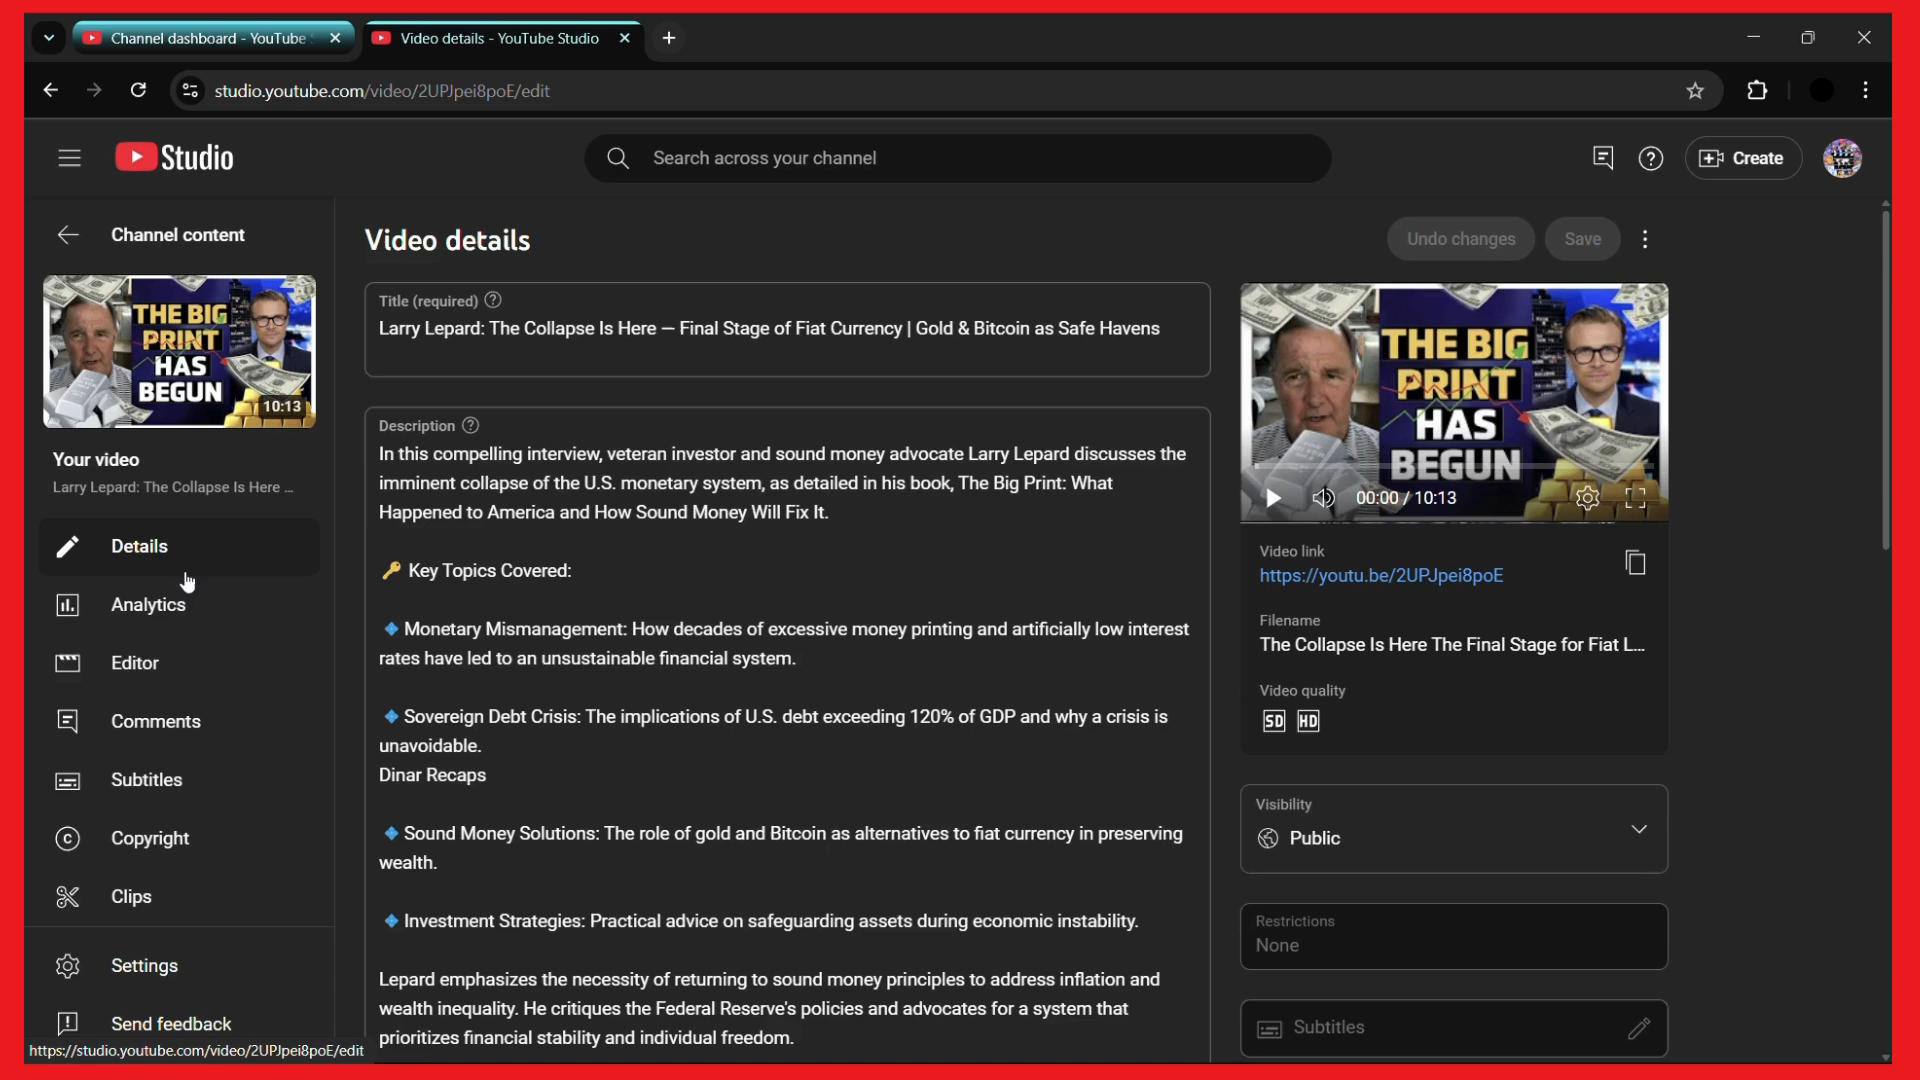 Channel dashboard - YouTube
Video details - YouTube Studio
studio.youtube.com/video/2UPJpei8poE/edit
Studio
Search across your channel
Create
Channel content
THE BIG
PRINT
HAS
BEGUN
10:13
Your video
Larry Lepard: The Collapse Is Here ...
Details
Analytics
Editor
Comments
Subtitles
Copyright
Clips
Settings
Send feedback
https://studio.youtube.com/video/2UPJpei8poE/edit
Video details
Undo changes
Save
Title (required)
Larry Lepard: The Collapse Is Here — Final Stage of Fiat Currency | Gold & Bitcoin as Safe Havens
Description
In this compelling interview, veteran investor and sound money advocate Larry Lepard discusses the
imminent collapse of the U.S. monetary system, as detailed in his book, The Big Print: What
Happened to America and How Sound Money Will Fix It.
🔑 Key Topics Covered:
🔹 Monetary Mismanagement: How decades of excessive money printing and artificially low interest
rates have led to an unsustainable financial system.
🔹 Sovereign Debt Crisis: The implications of U.S. debt exceeding 120% of GDP and why a crisis is
unavoidable.
Dinar Recaps
🔹 Sound Money Solutions: The role of gold and Bitcoin as alternatives to fiat currency in preserving
wealth.
🔹 Investment Strategies: Practical advice on safeguarding assets during economic instability.
Lepard emphasizes the necessity of returning to sound money principles to address inflation and
wealth inequality. He critiques the Federal Reserve's policies and advocates for a system that
prioritizes financial stability and individual freedom.
THE BIG
PRINT
HAS
BEGUN
00:00 / 10:13
Video link
https://youtu.be/2UPJpei8poE
Filename
The Collapse Is Here The Final Stage for Fiat L...
Video quality
SD HD
Visibility
Public
Restrictions
None
Subtitles